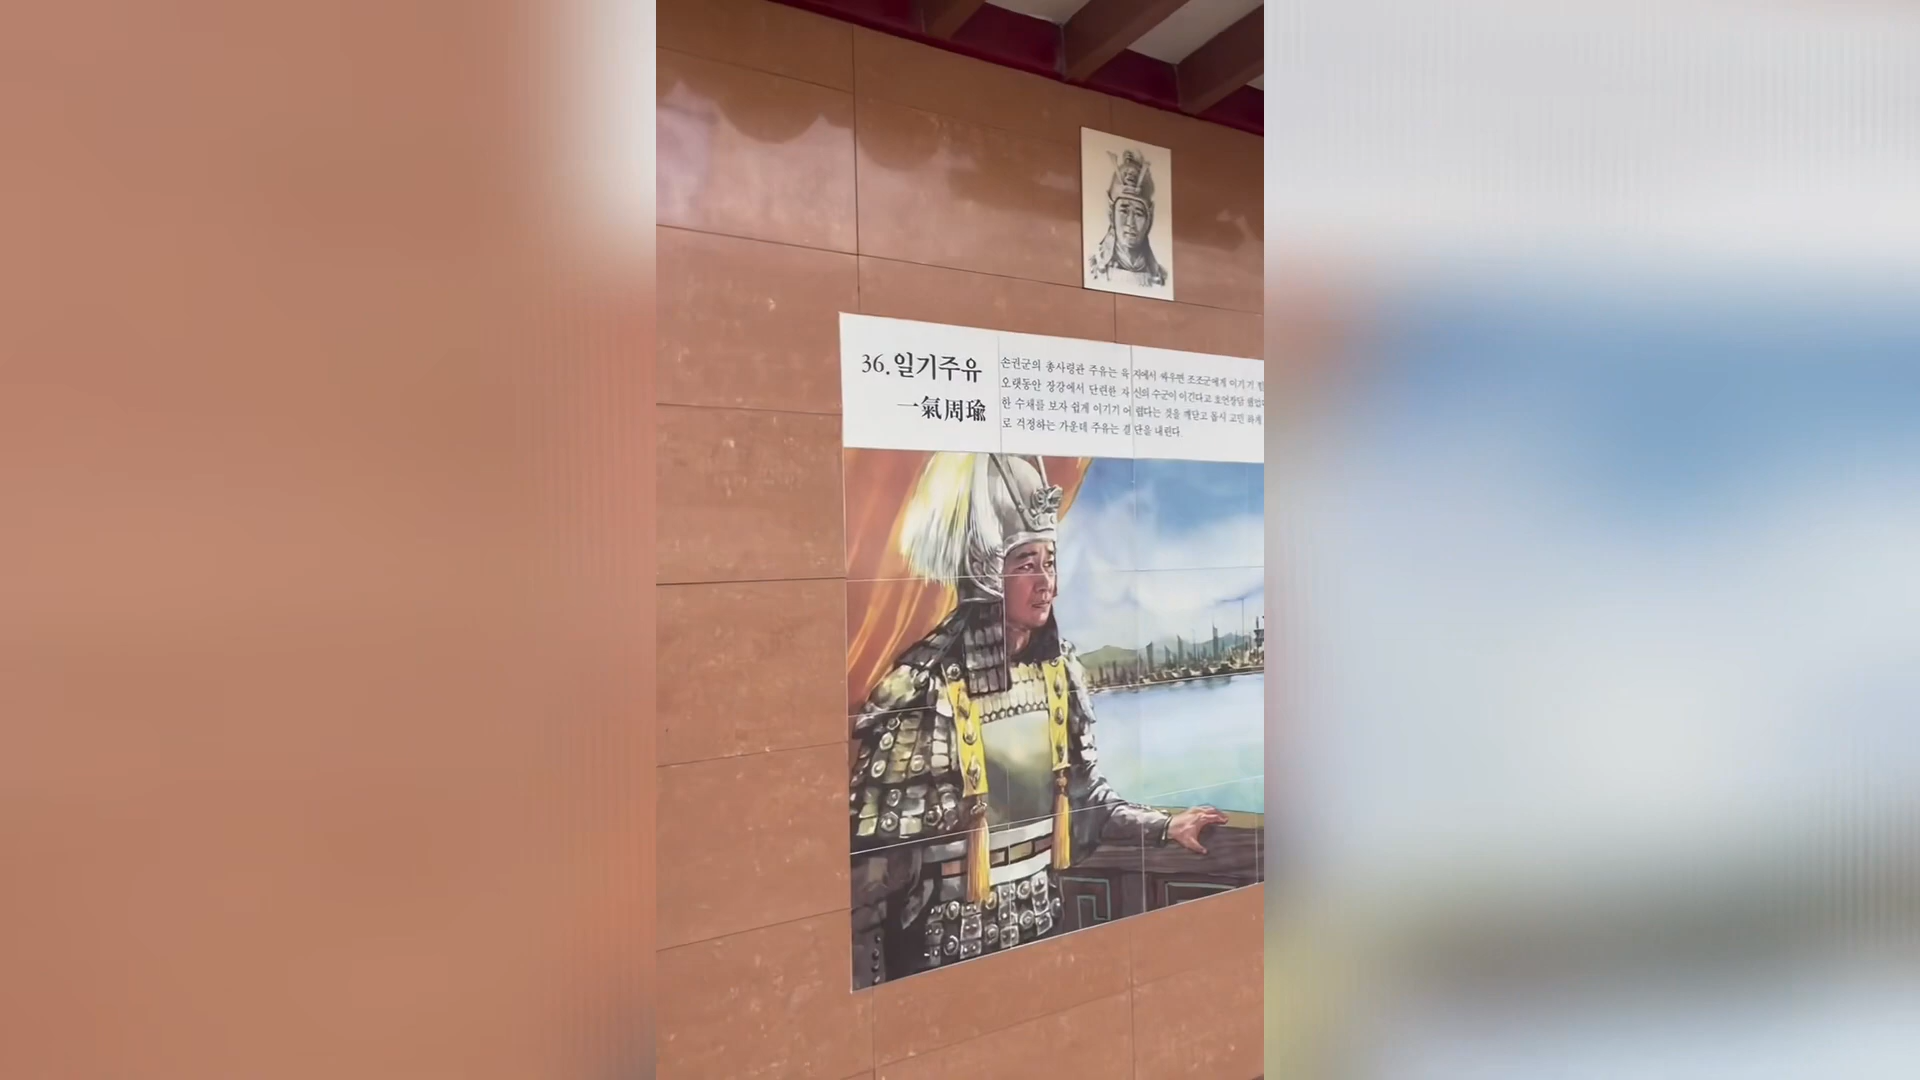 36. 일기주유
一氣周瑜
손권군의 총사령관 주유는 육지에서 싸우면 조조군에게 이기기 힘
오랫동안 장강에서 단련한 자신의 수군이 이긴다고 호언장담 했었다
한 수채를 보자 쉽게 이기기 어렵다는 것을 깨닫고 몹시 고민하게
로 걱정하는 가운데 주유는 결단을 내린다.